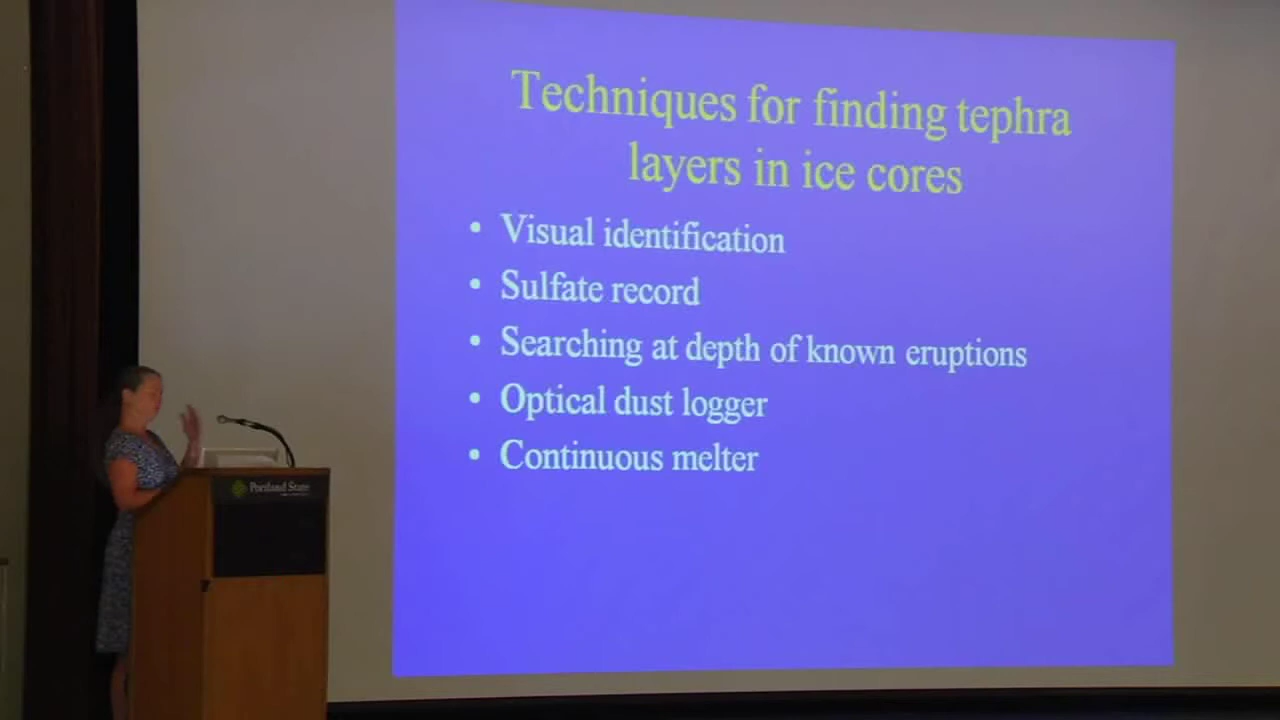 Techniques for finding tephra
layers in ice cores
• Visual identification
• Sulfate record
• Searching at depth of known eruptions
• Optical dust logger
• Continuous melter
Portland State